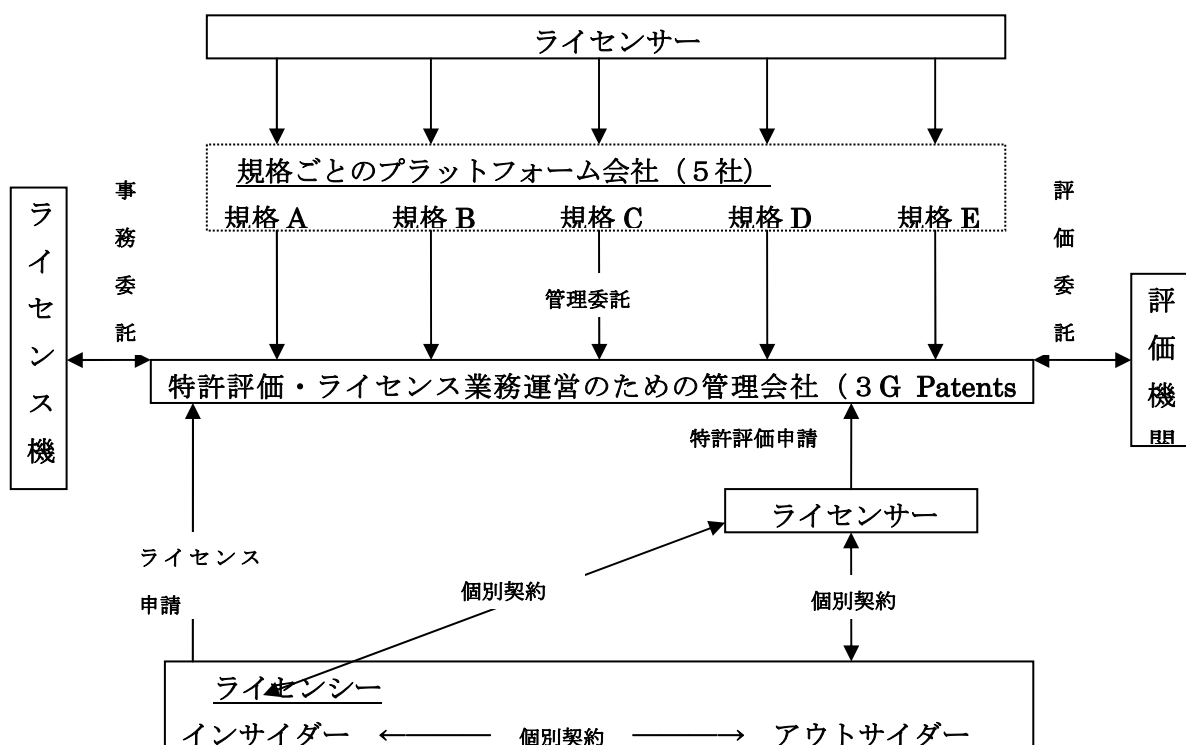 ライセンサー
規格ごとのプラットフォーム会社（５社）
規格 A
規格 B
規格 C
規格 D
規格 E
事務委託
評価委託
ライセンス機
評価機関
管理委託
特許評価・ライセンス業務運営のための管理会社（３G Patents
特許評価申請
ライセンサー
ライセンス
申請
個別契約
個別契約
ライセンシー
インサイダー ←―― 個別契約 ――→ アウトサイダー